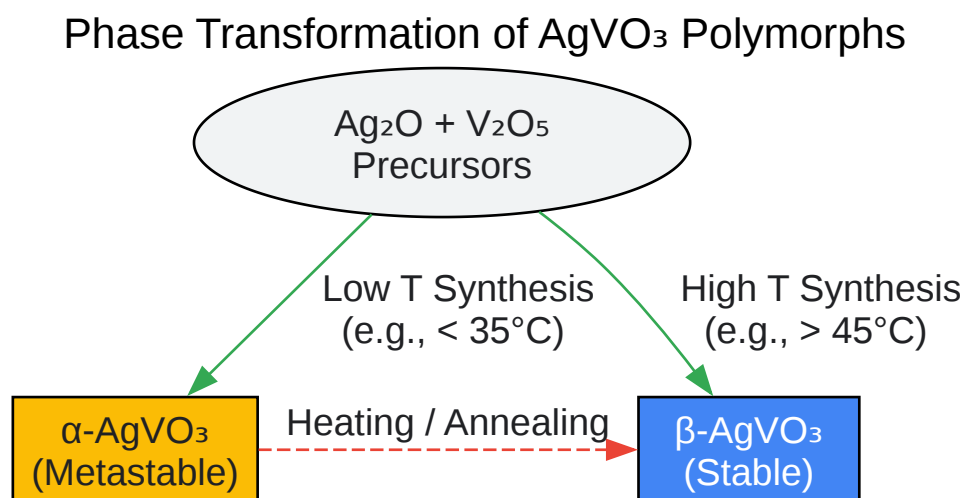 Phase Transformation of AgVO₃ Polymorphs
Ag₂O + V₂O₅
Precursors
Low T Synthesis
(e.g., < 35°C)
High T Synthesis
(e.g., > 45°C)
α-AgVO₃
(Metastable)
Heating / Annealing
β-AgVO₃
(Stable)